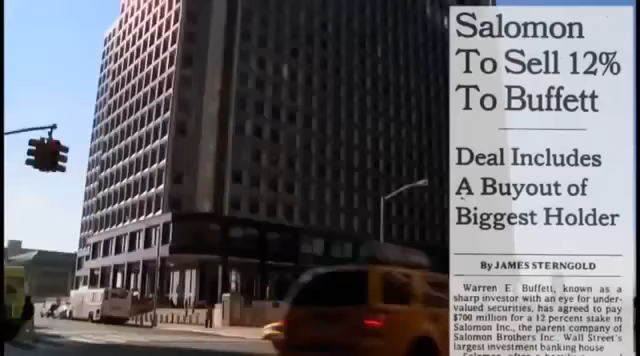 Salomon
To Sell 12%
To Buffett
Deal Includes
A Buyout of
Biggest Holder
By JAMES STERNGOLD
Warren E. Buffett, known as a
sharp investor with an eye for under-
valued securities, has agreed to pay
$700 million for a 12 percent stake in
Salomon Inc., the parent company of
Salomon Brothers Inc., Wall Street's
largest investment banking house